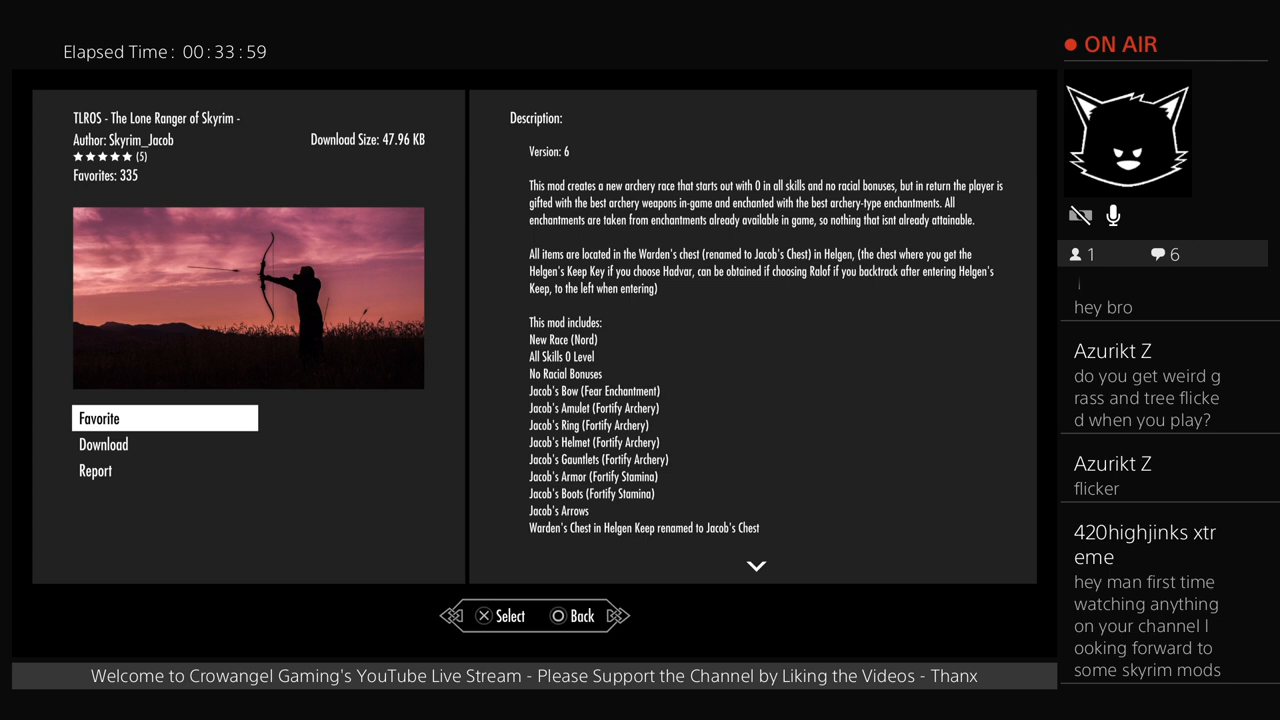 Elapsed Time: 00:33:59
TLROS - The Lone Ranger of Skyrim -
Author: Skyrim_Jacob
Download Size: 47.96 KB
(5)
Favorites: 335
Favorite
Download
Report
Description:
Version: 6
This mod creates a new archery race that starts out with 0 in all skills and no racial bonuses, but in return the player is
gifted with the best archery weapons in-game and enchanted with the best archery-type enchantments. All
enchantments are taken from enchantments already available in game, so nothing that isnt already attainable.
All items are located in the Warden's chest (renamed to Jacob's Chest) in Helgen, (the chest where you get the
Helgen's Keep Key if you choose Hadvar, can be obtained if choosing Ralof if you backtrack after entering Helgen's
Keep, to the left when entering)
This mod includes:
New Race (Nord)
All Skills 0 Level
No Racial Bonuses
Jacob's Bow (Fear Enchantment)
Jacob's Amulet (Fortify Archery)
Jacob's Ring (Fortify Archery)
Jacob's Helmet (Fortify Archery)
Jacob's Gauntlets (Fortify Archery)
Jacob's Armor (Fortify Stamina)
Jacob's Boots (Fortify Stamina)
Jacob's Arrows
Warden's Chest in Helgen Keep renamed to Jacob's Chest
Select
Back
Welcome to Crowangel Gaming's YouTube Live Stream - Please Support the Channel by Liking the Videos - Thanx
ON AIR
1
6
hey bro
Azurikt Z
do you get weird g
rass and tree flicke
d when you play?
Azurikt Z
flicker
420highjinks xtr
eme
hey man first time
watching anything
on your channel l
ooking forward to
some skyrim mods